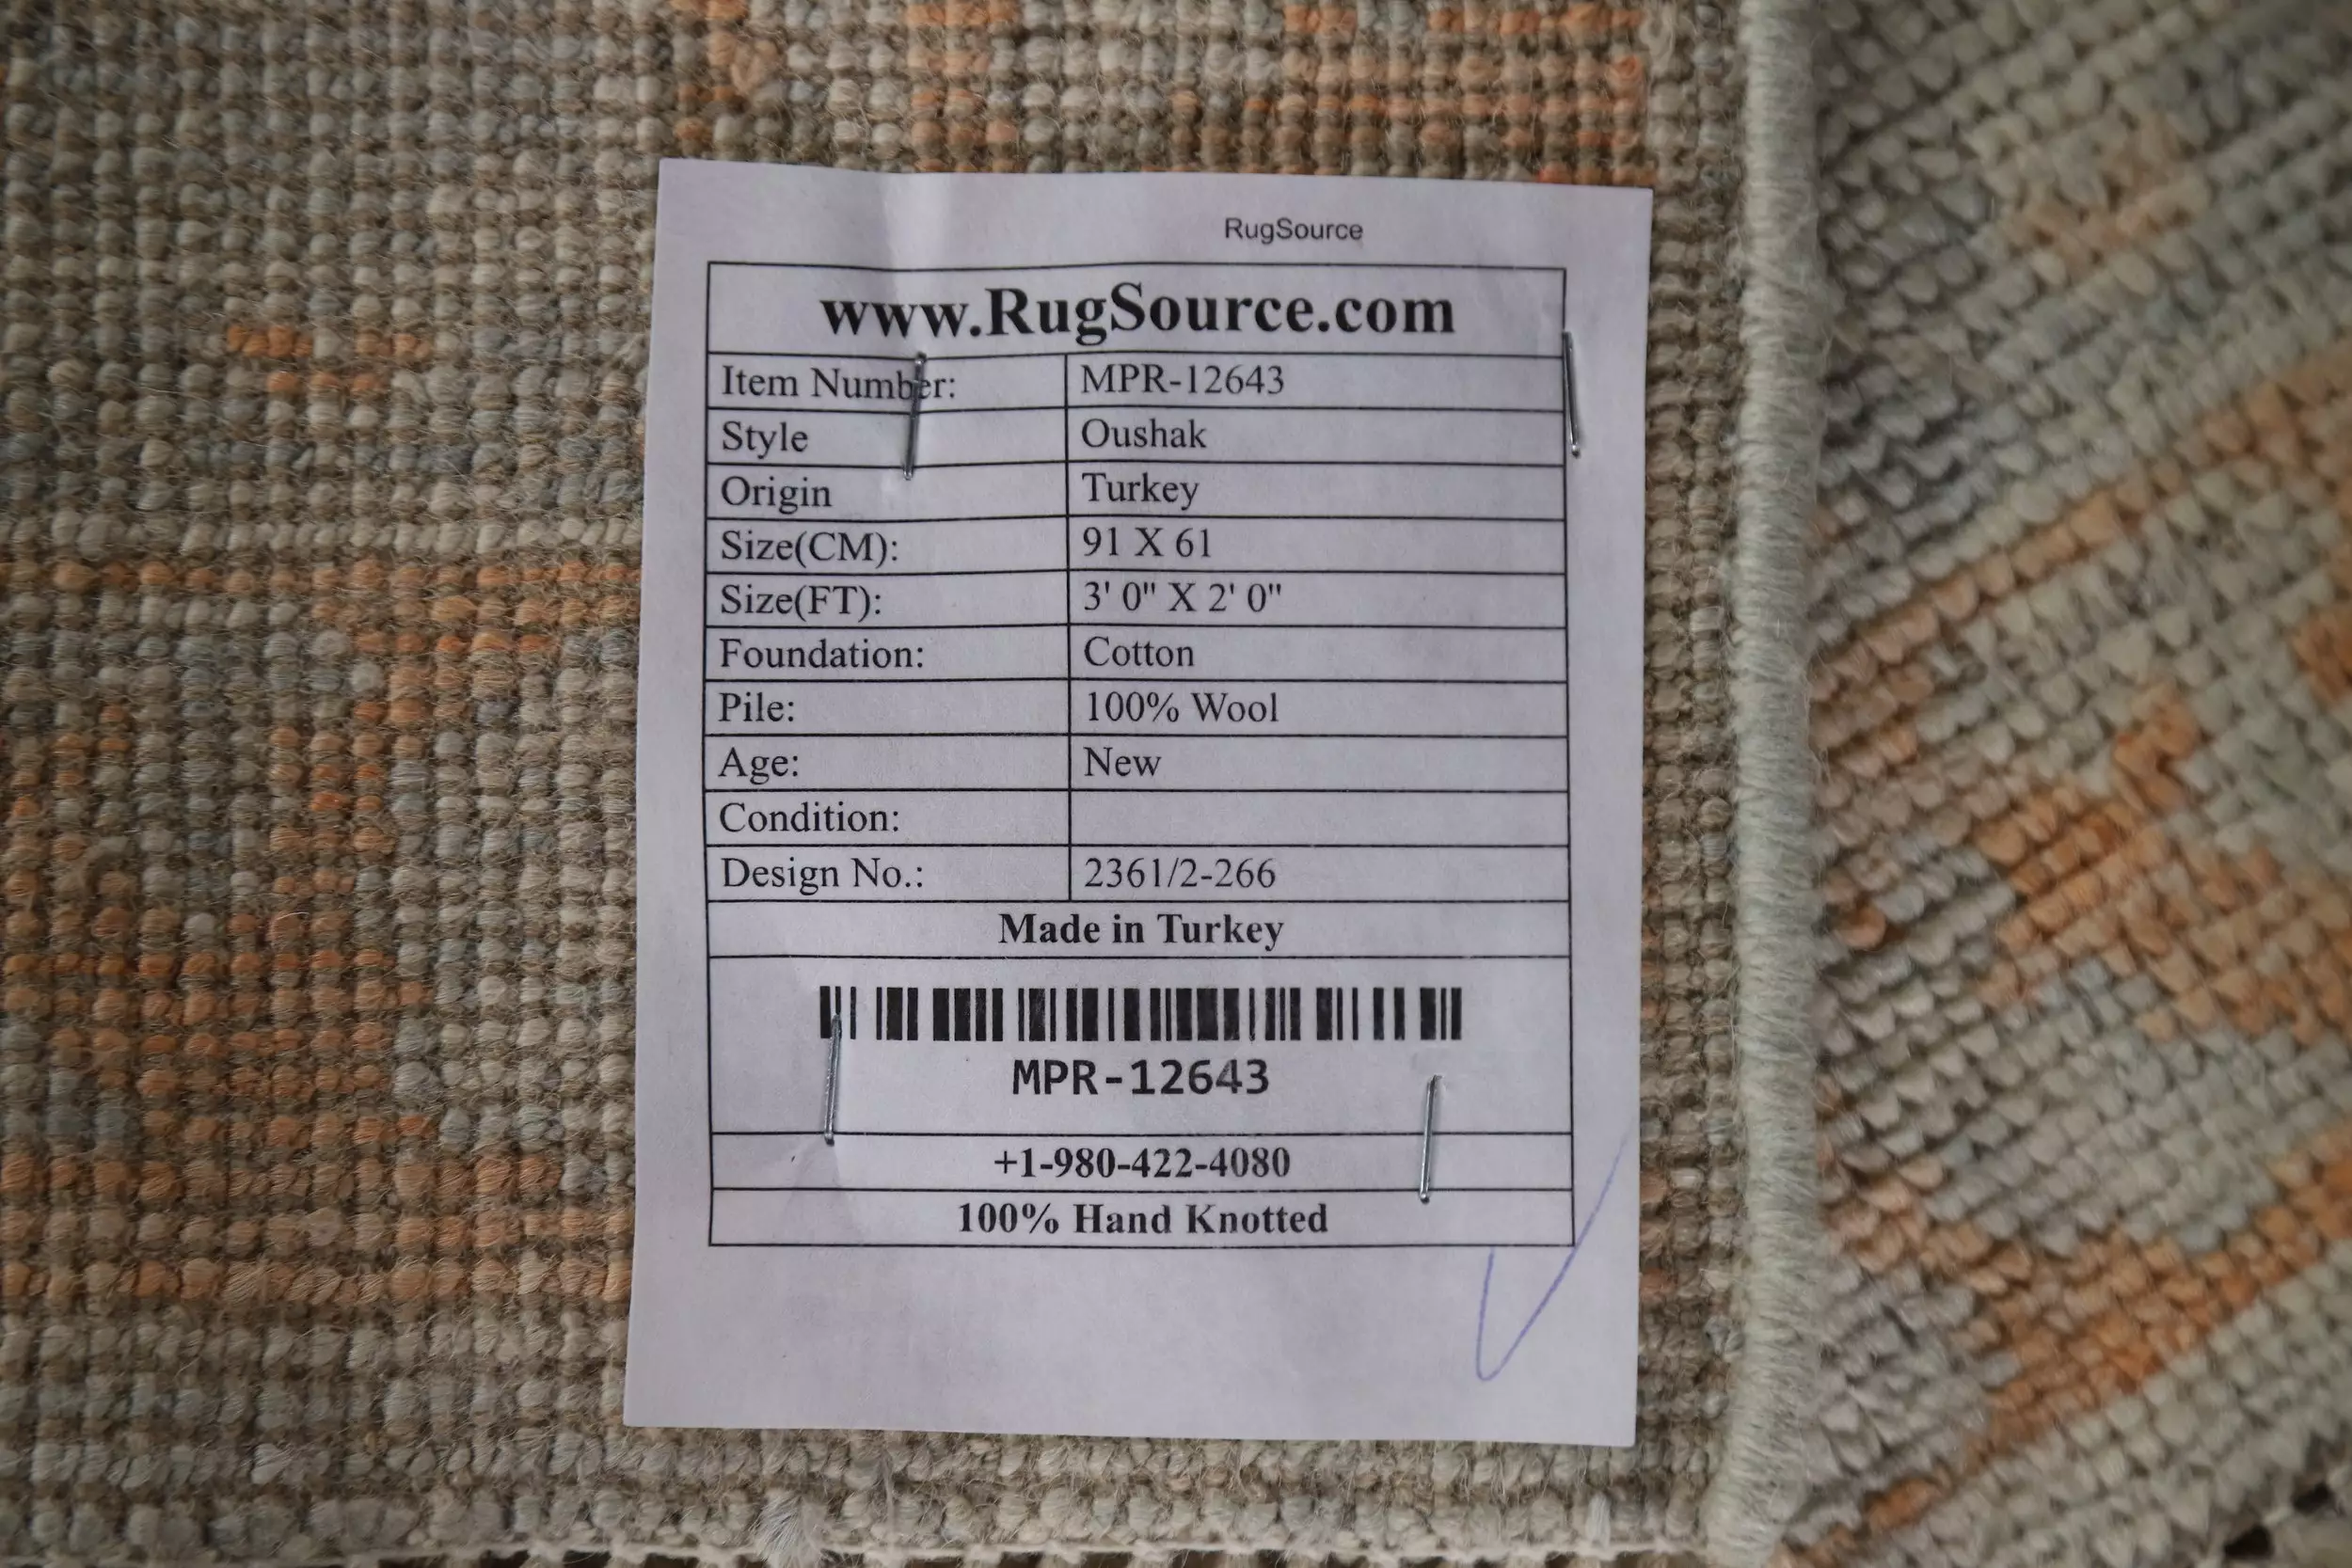 RugSource
www.RugSource.com
Item Number: MPR-12643
Style Oushak
Origin Turkey
Size(CM): 91 X 61
Size(FT): 3' 0" X 2' 0"
Foundation: Cotton
Pile: 100% Wool
Age: New
Condition:
Design No.: 2361/2-266
Made in Turkey
MPR-12643
+1-980-422-4080
100% Hand Knotted